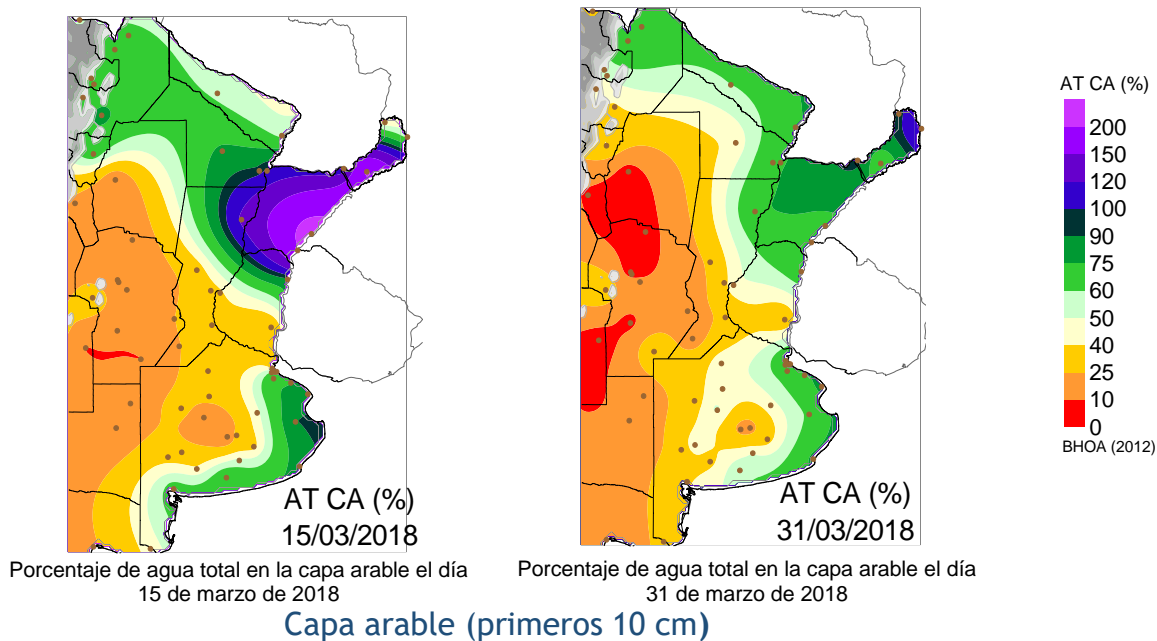 AT CA (%)
15/03/2018
Porcentaje de agua total en la capa arable el día
15 de marzo de 2018
AT CA (%)
31/03/2018
Porcentaje de agua total en la capa arable el día
31 de marzo de 2018
AT CA (%)
200
150
120
100
90
75
60
50
40
25
10
0
BHOA (2012)
Capa arable (primeros 10 cm)